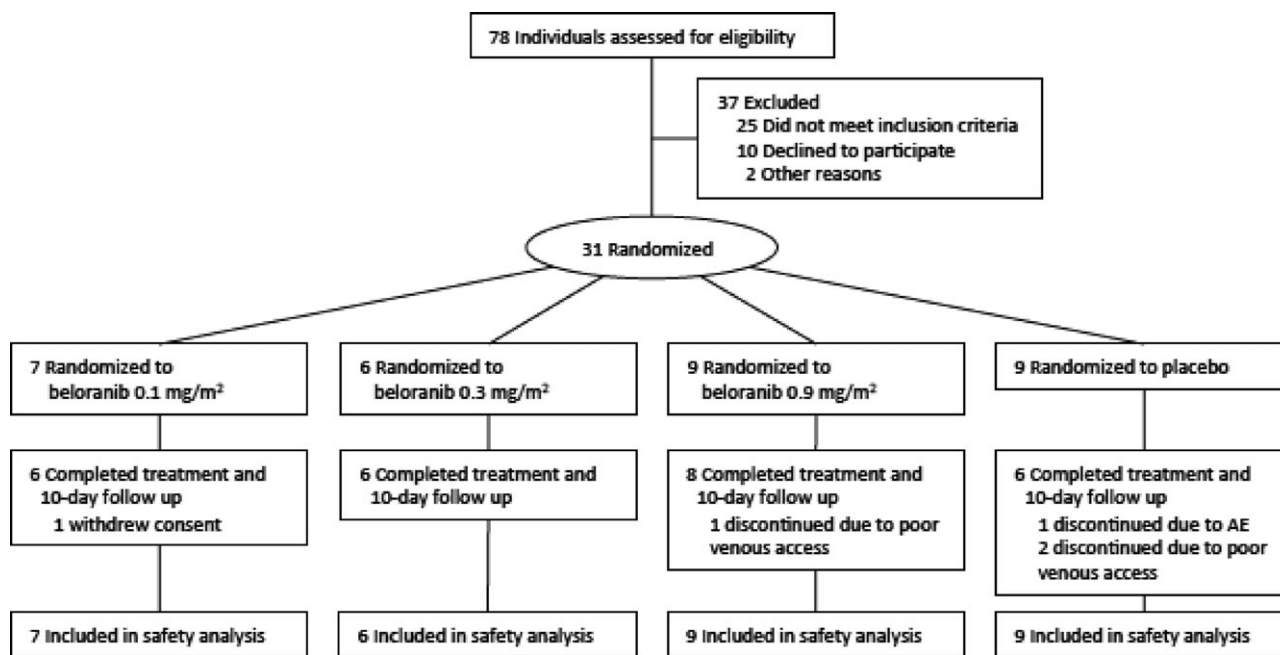 78 Individuals assessed for eligibility
37 Excluded
25 Did not meet inclusion criteria
10 Declined to participate
2 Other reasons
31 Randomized
7 Randomized to
beloranib 0.1 mg/m²
6 Randomized to
beloranib 0.3 mg/m²
9 Randomized to
beloranib 0.9 mg/m²
9 Randomized to placebo
6 Completed treatment and
10-day follow up
1 withdrew consent
6 Completed treatment and
10-day follow up
8 Completed treatment and
10-day follow up
1 discontinued due to poor
venous access
6 Completed treatment and
10-day follow up
1 discontinued due to AE
2 discontinued due to poor
venous access
7 Included in safety analysis
6 Included in safety analysis
9 Included in safety analysis
9 Included in safety analysis